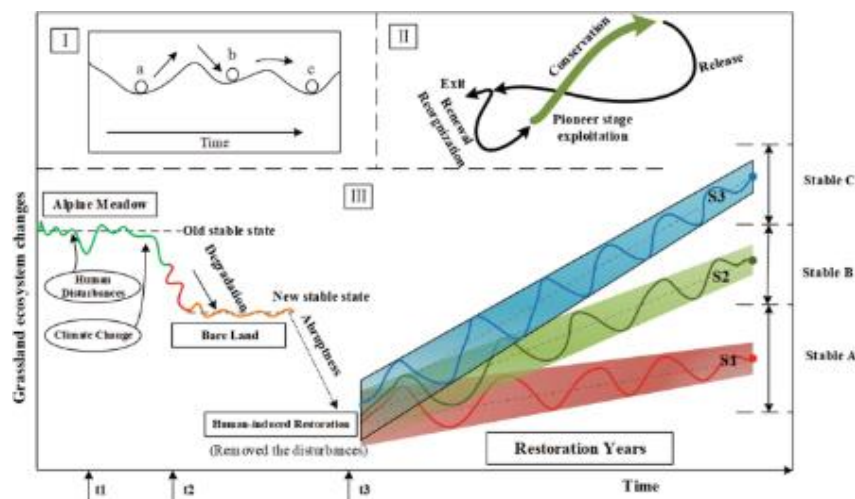 I
a
b
c
Time
II
Conservation
Release
Exit
Renewal
Reorgnization
Pioneer stage
exploitation
III
Grassland ecosystem changes
Alpine Meadow
Old stable state
Human
Disturbances
Climate Change
Degradation
New stable state
Bare Land
Abruptness
Human-induced Restoration
(Removed the disturbances)
S3
S2
S1
Stable C
Stable B
Stable A
Restoration Years
Time
t1
t2
t3